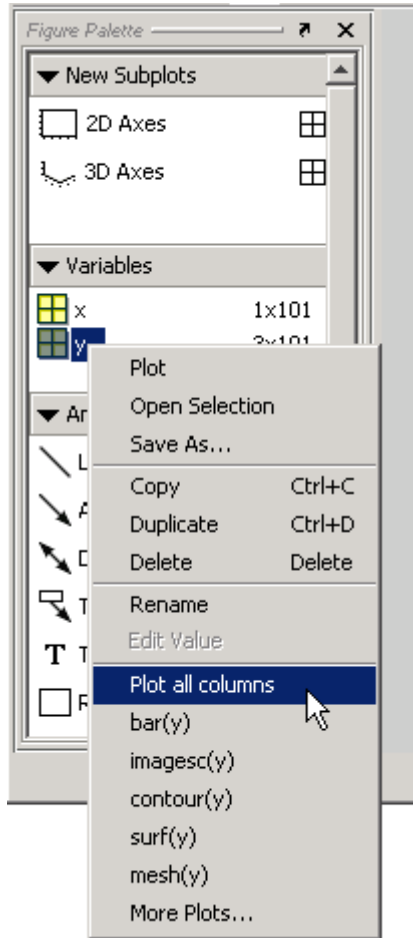 Figure Palette
New Subplots
2D Axes
3D Axes
Variables
x 1x101
y 3x101
Plot
Open Selection
Save As...
Copy Ctrl+C
Duplicate Ctrl+D
Delete Delete
Rename
Edit Value
Plot all columns
bar(y)
imagesc(y)
contour(y)
surf(y)
mesh(y)
More Plots...